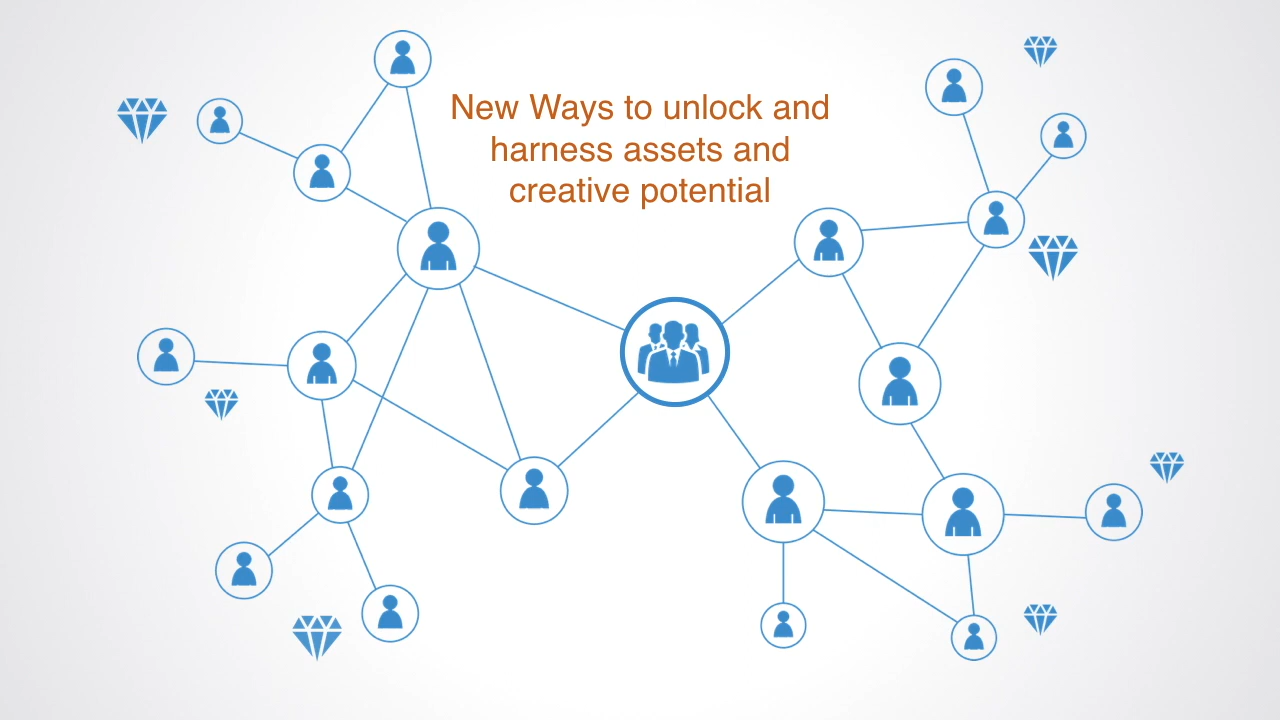 New Ways to unlock and
harness assets and
creative potential